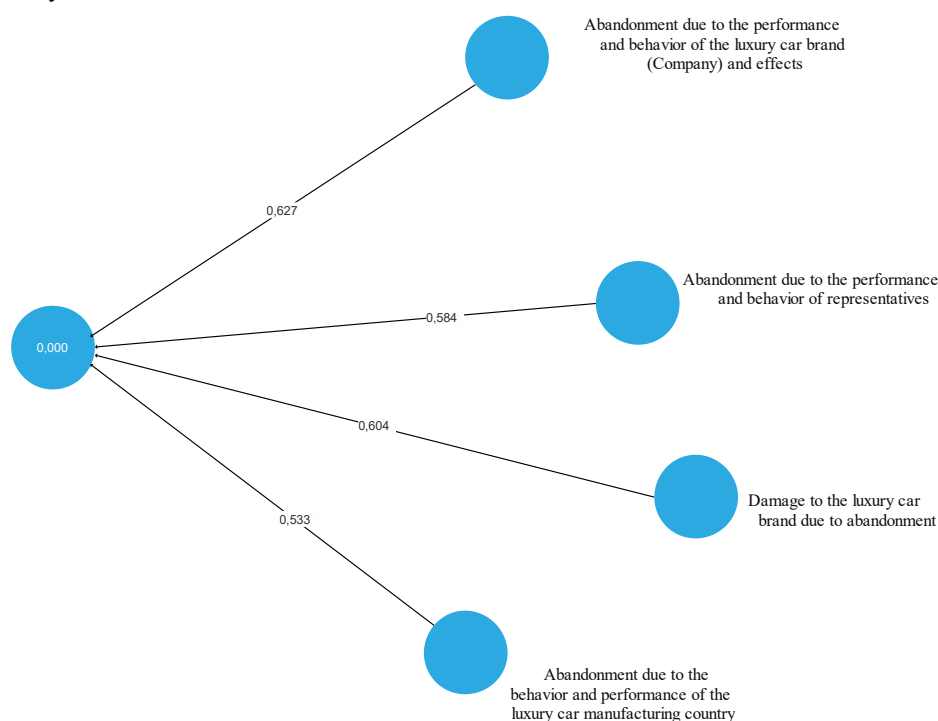 Abandonment due to the performance
and behavior of the luxury car brand
(Company) and effects
0,627
Abandonment due to the performance
and behavior of representatives
0,584
0,000
0,604
Damage to the luxury car
brand due to abandonment
0,533
Abandonment due to the
behavior and performance of the
luxury car manufacturing country